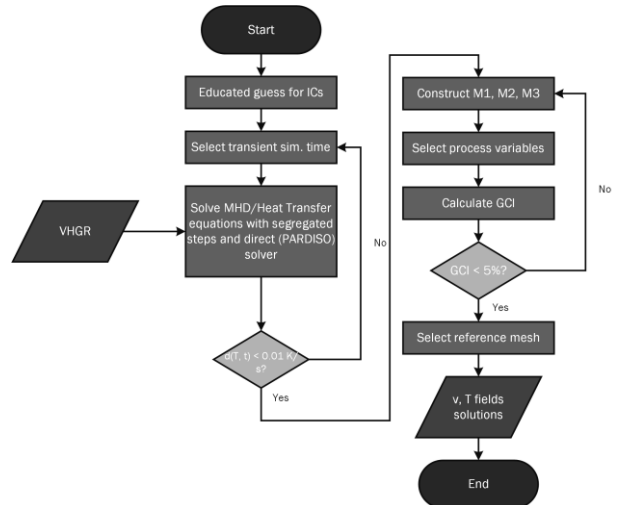 Start
Educated guess for ICs
Select transient sim. time
VHGR
Solve MHD/Heat Transfer
equations with segregated
steps and direct (PARDISO)
solver
d(T, t) < 0.01 K/
s?
No
Yes
Construct M1, M2, M3
Select process variables
Calculate GCI
GCI < 5%?
No
Yes
Select reference mesh
v, T fields
solutions
End